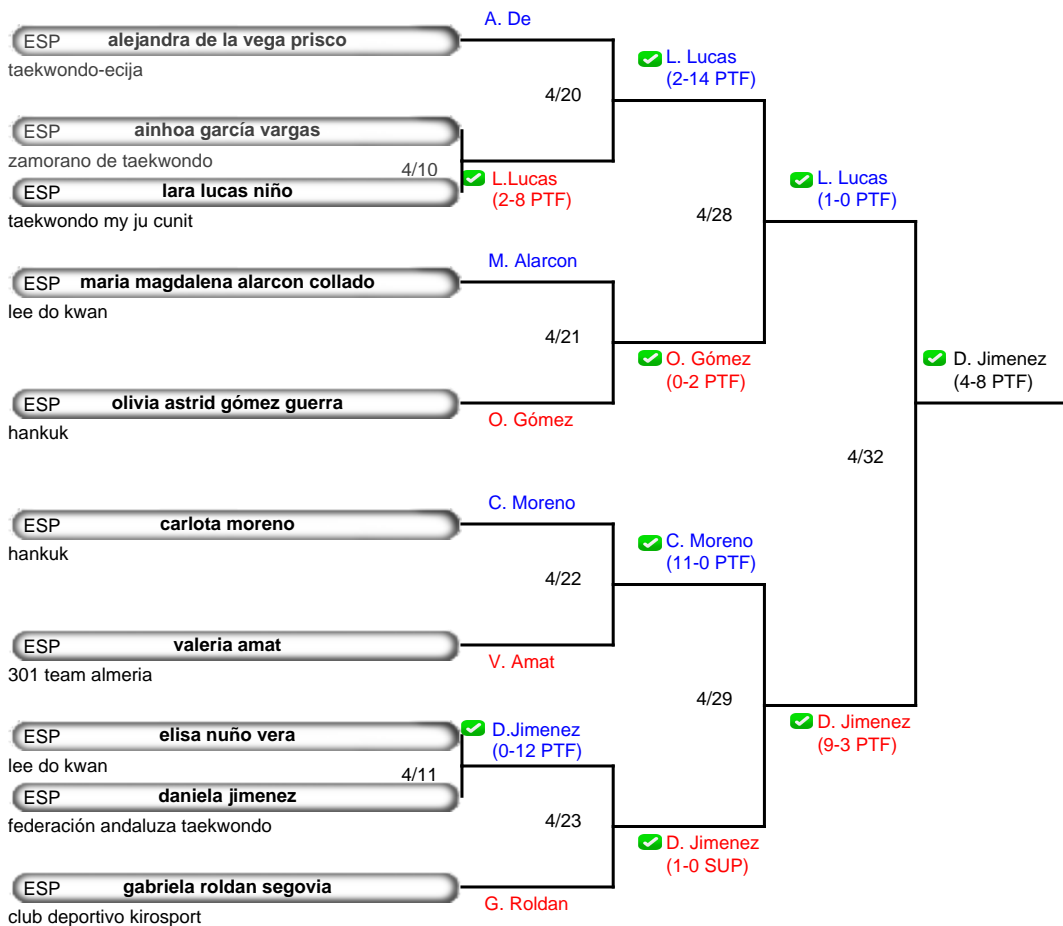 A. De
ESP alejandra de la vega prisco
taekwondo-ecija
L. Lucas
(2-14 PTF)
4/20
ESP ainhoa garcía vargas
zamorano de taekwondo
4/10
L.Lucas
(2-8 PTF)
ESP lara lucas niño
taekwondo my ju cunit
L. Lucas
(1-0 PTF)
4/28
M. Alarcon
ESP maria magdalena alarcon collado
lee do kwan
4/21
O. Gómez
(0-2 PTF)
D. Jimenez
(4-8 PTF)
ESP olivia astrid gómez guerra
O. Gómez
hankuk
4/32
C. Moreno
ESP carlota moreno
hankuk
C. Moreno
(11-0 PTF)
4/22
ESP valeria amat
V. Amat
301 team almeria
4/29
D. Jimenez
(9-3 PTF)
ESP elisa nuño vera
D.Jimenez
(0-12 PTF)
lee do kwan
4/11
ESP daniela jimenez
federación andaluza taekwondo
4/23
D. Jimenez
(1-0 SUP)
ESP gabriela roldan segovia
G. Roldan
club deportivo kirosport